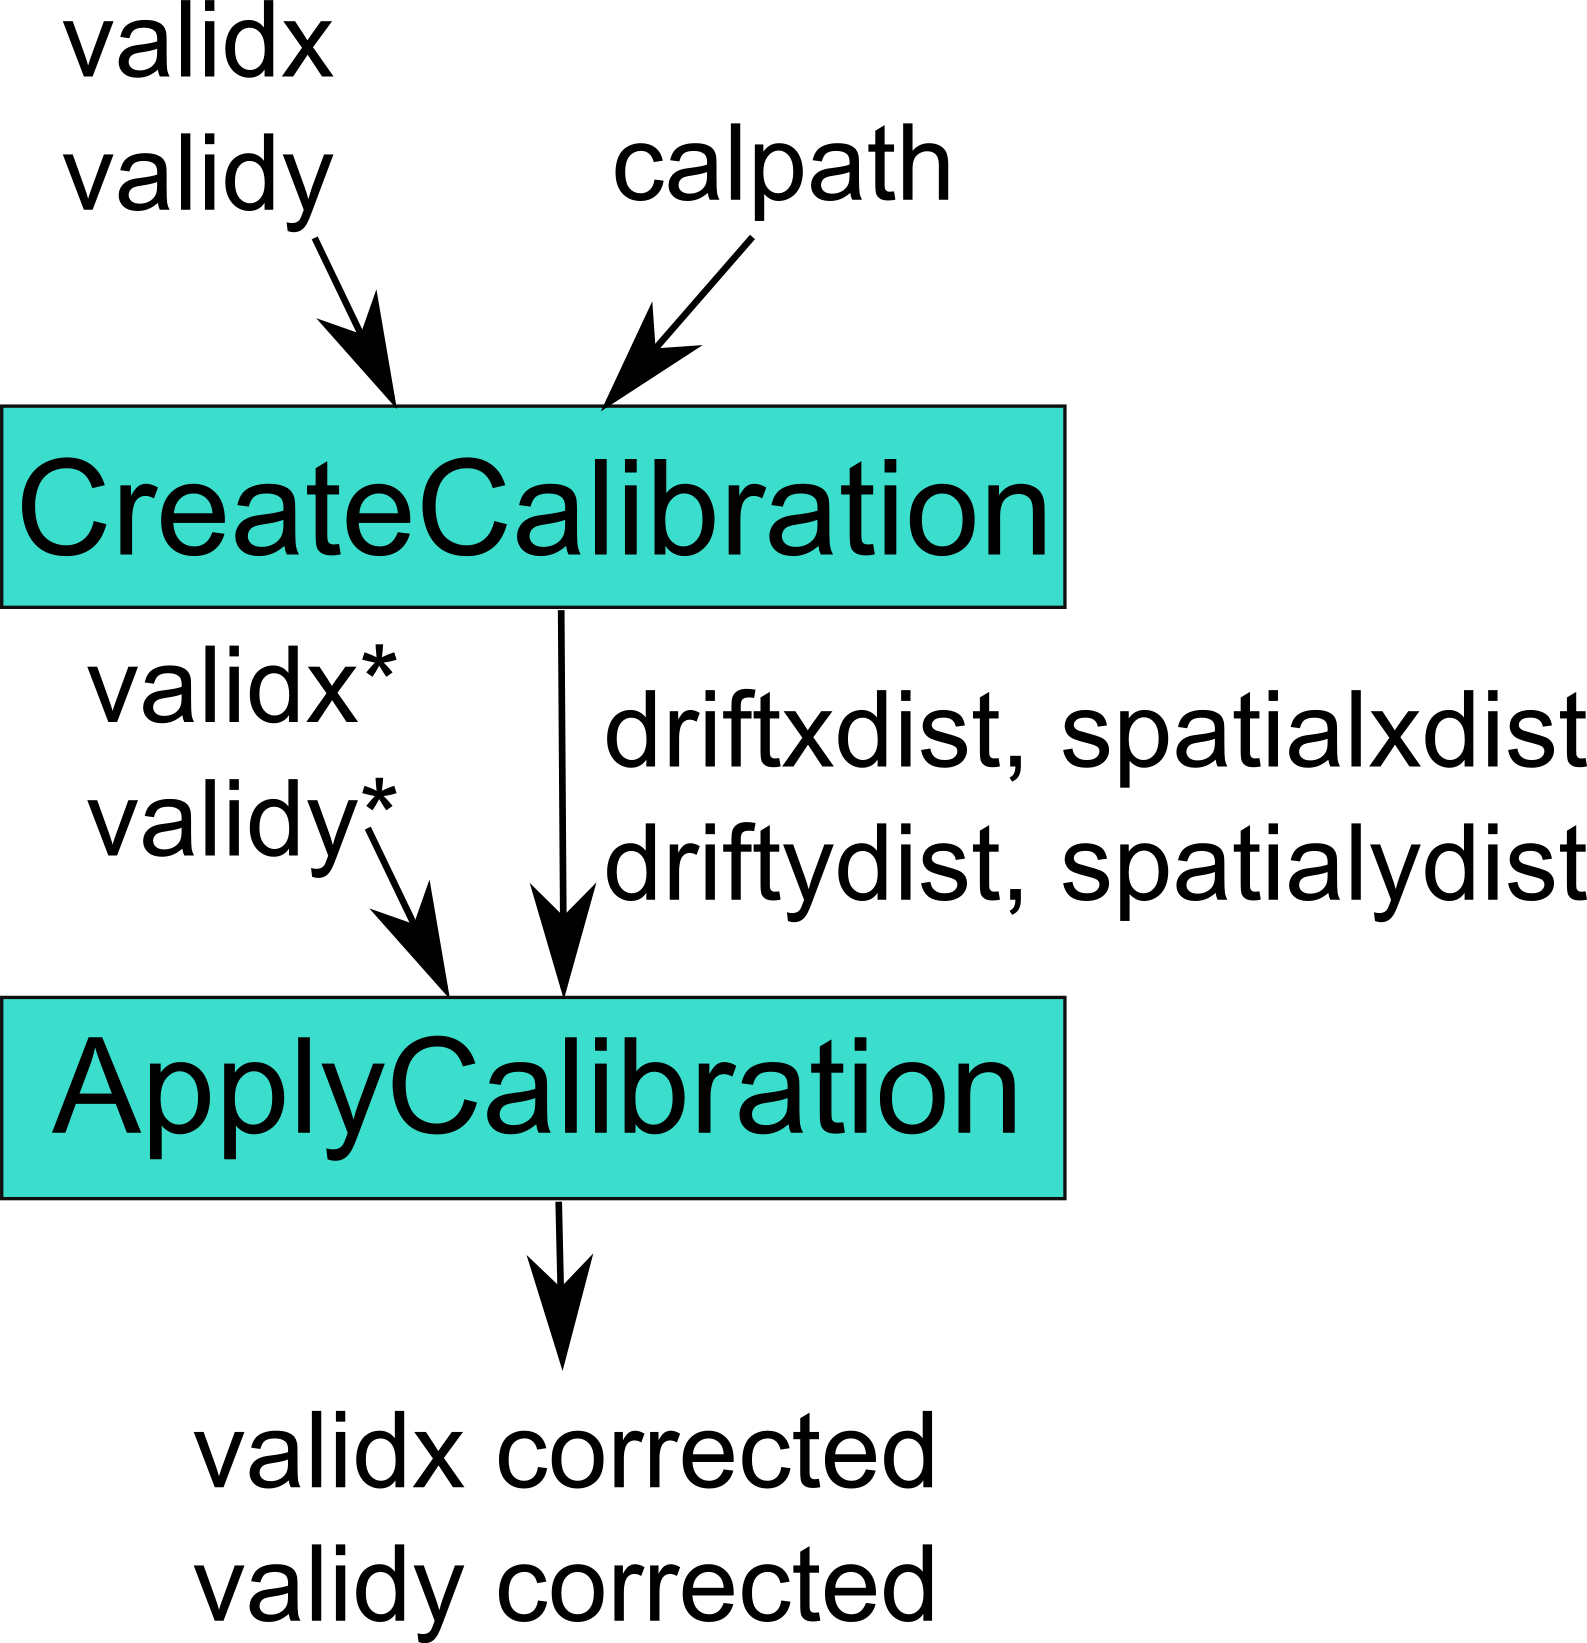 validx
validy
calpath
CreateCalibration
validx*
validy*
driftxdist, spatialxdist
driftydist, spatialydist
ApplyCalibration
validx corrected
validy corrected